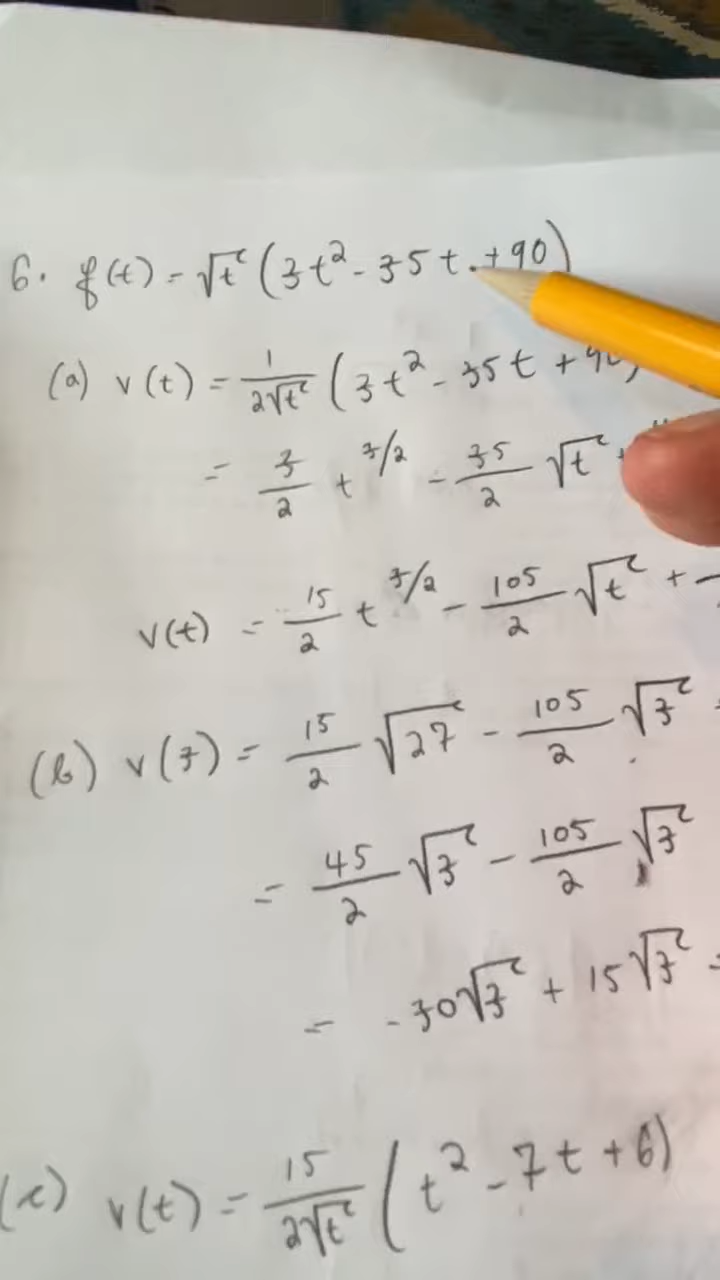 6. f(t) = √t (3t² - 35t + 90)
(a) v(t) = 1/(2√t) (3t² - 35t + 90)
= 3/2 t^3/2 - 35/2 √t +
v(t) = 15/2 t^3/2 - 105/2 √t +
(b) v(3) = 15/2 √27 - 105/2 √3
= 45/2 √3 - 105/2 √3
= -30√3 + 15√3 =
(c) v(t) = 15/(2√t) (t² - 7t + 6)